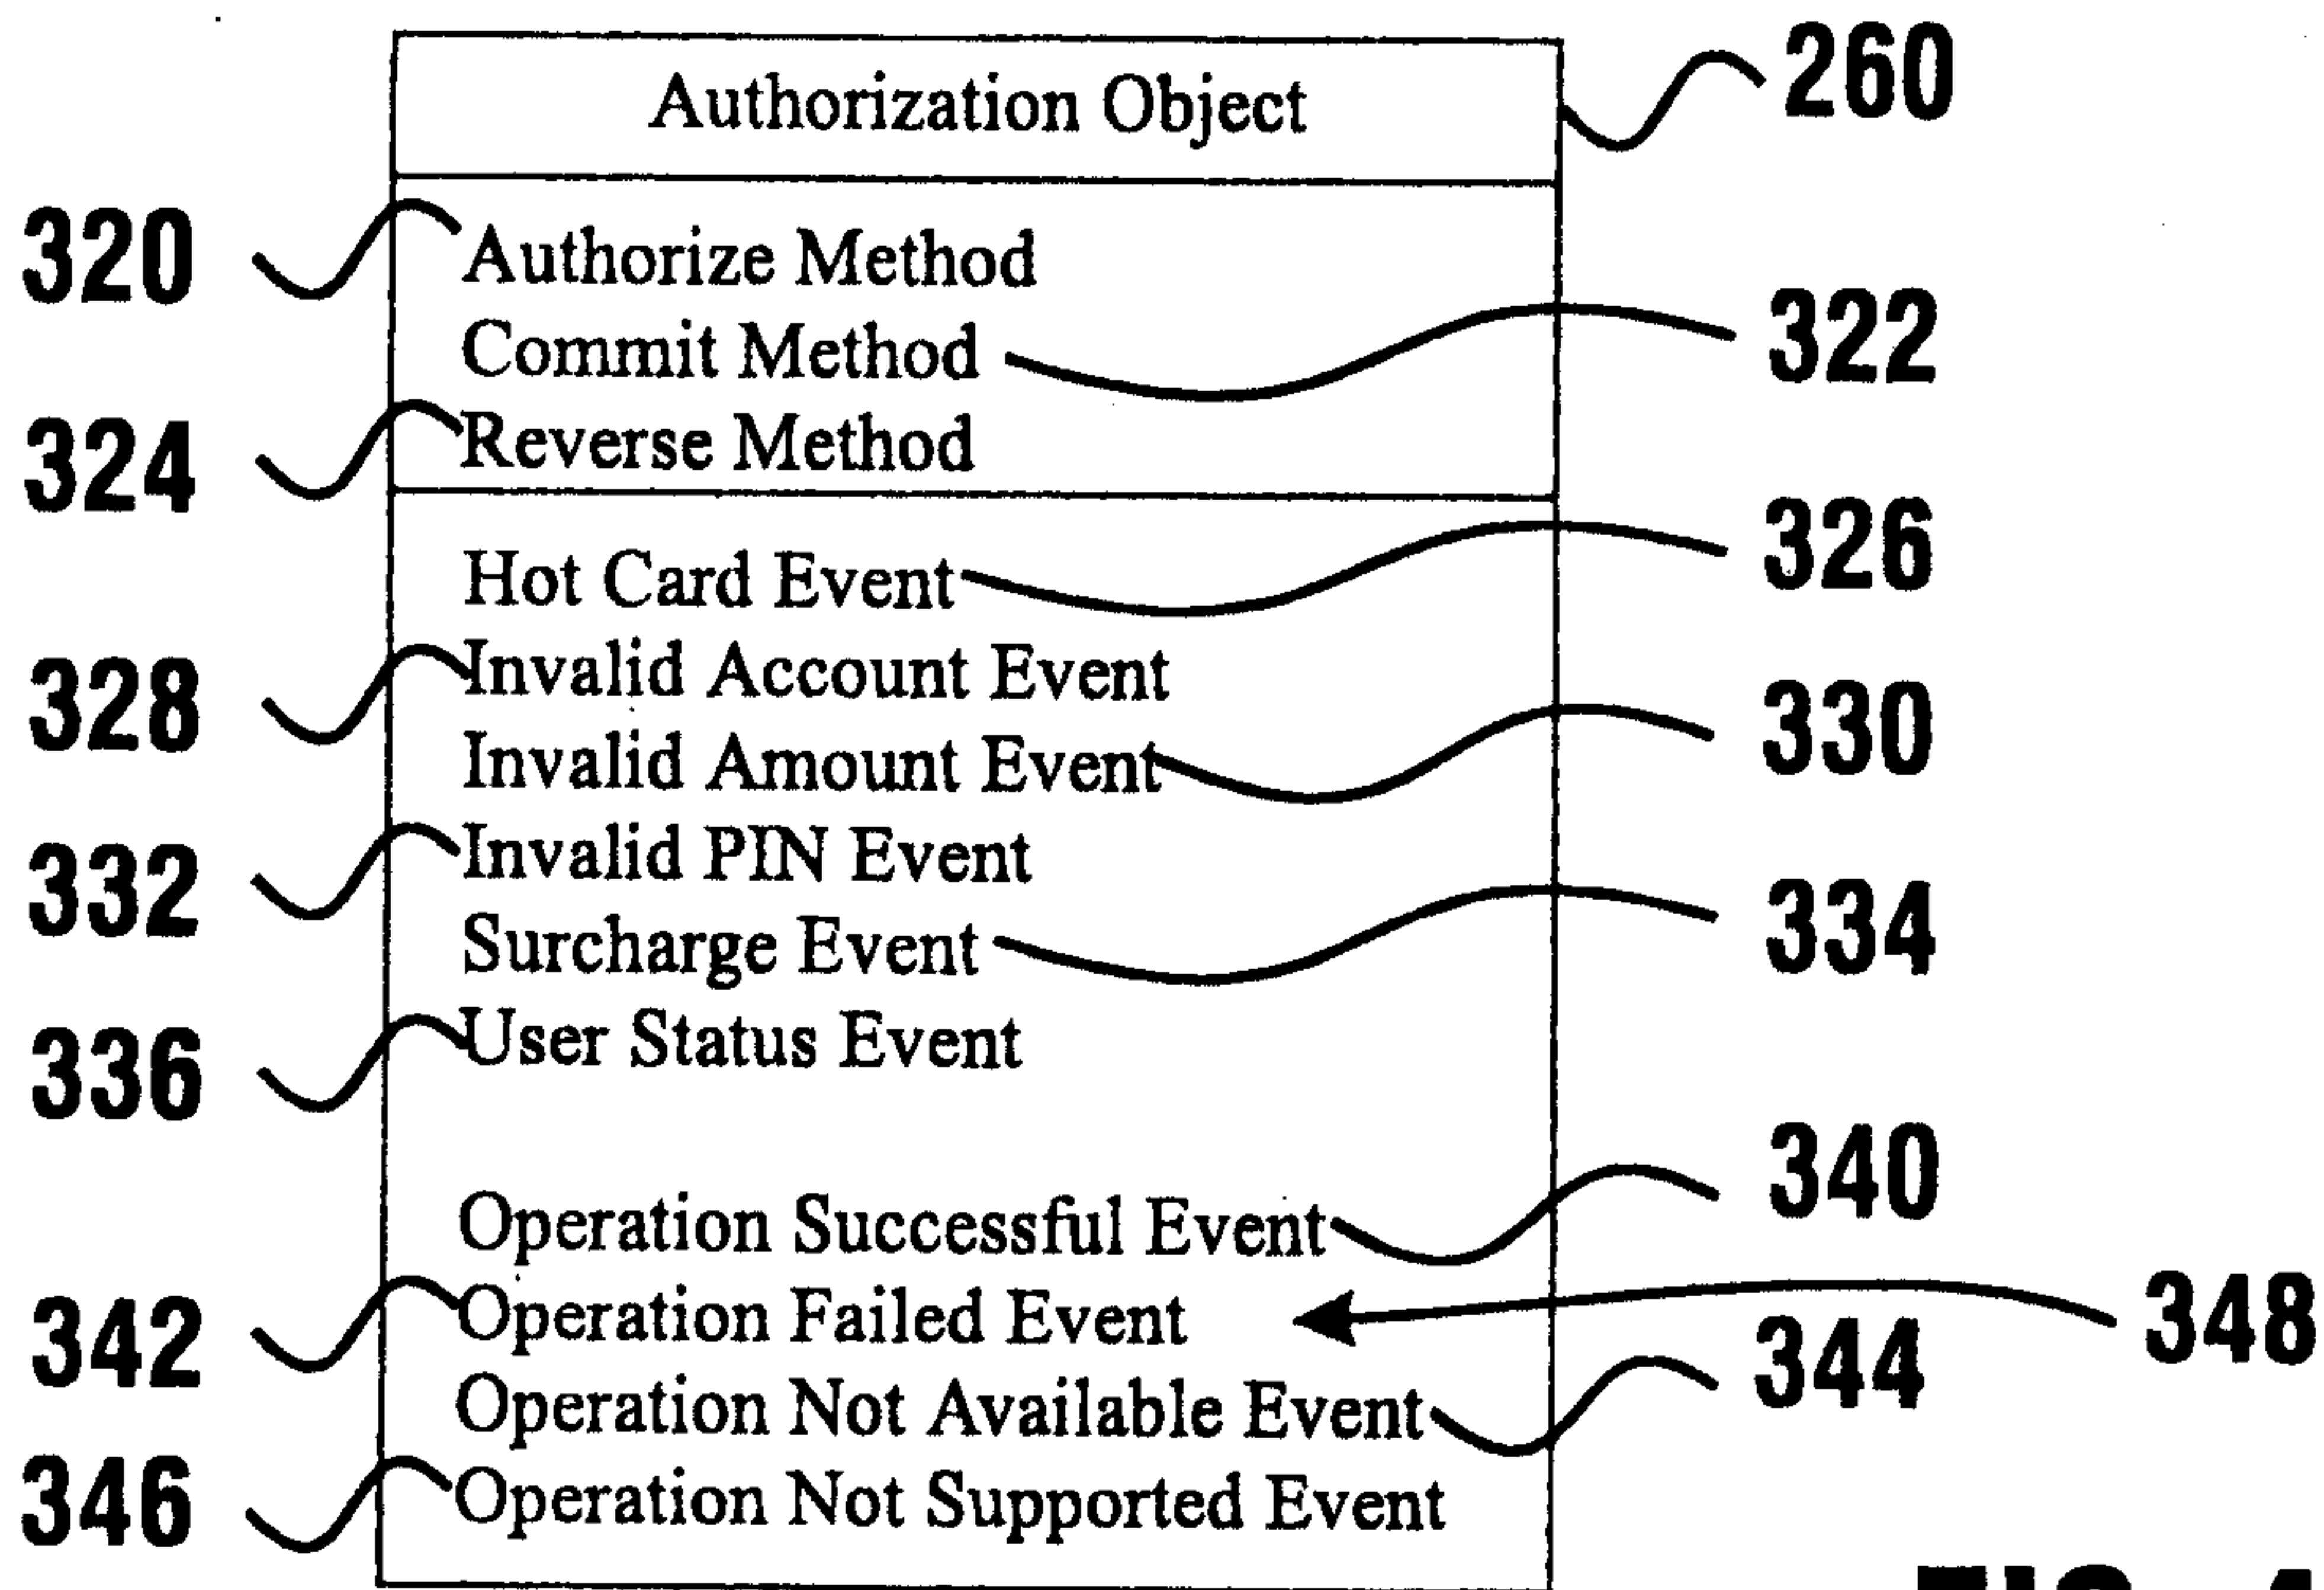 Authorization Object 260
320 Authorize Method
Commit Method 322
324 Reverse Method
Hot Card Event 326
328 Invalid Account Event
Invalid Amount Event 330
332 Invalid PIN Event
Surcharge Event 334
336 User Status Event
Operation Successful Event 340
342 Operation Failed Event 348
Operation Not Available Event 344
346 Operation Not Supported Event